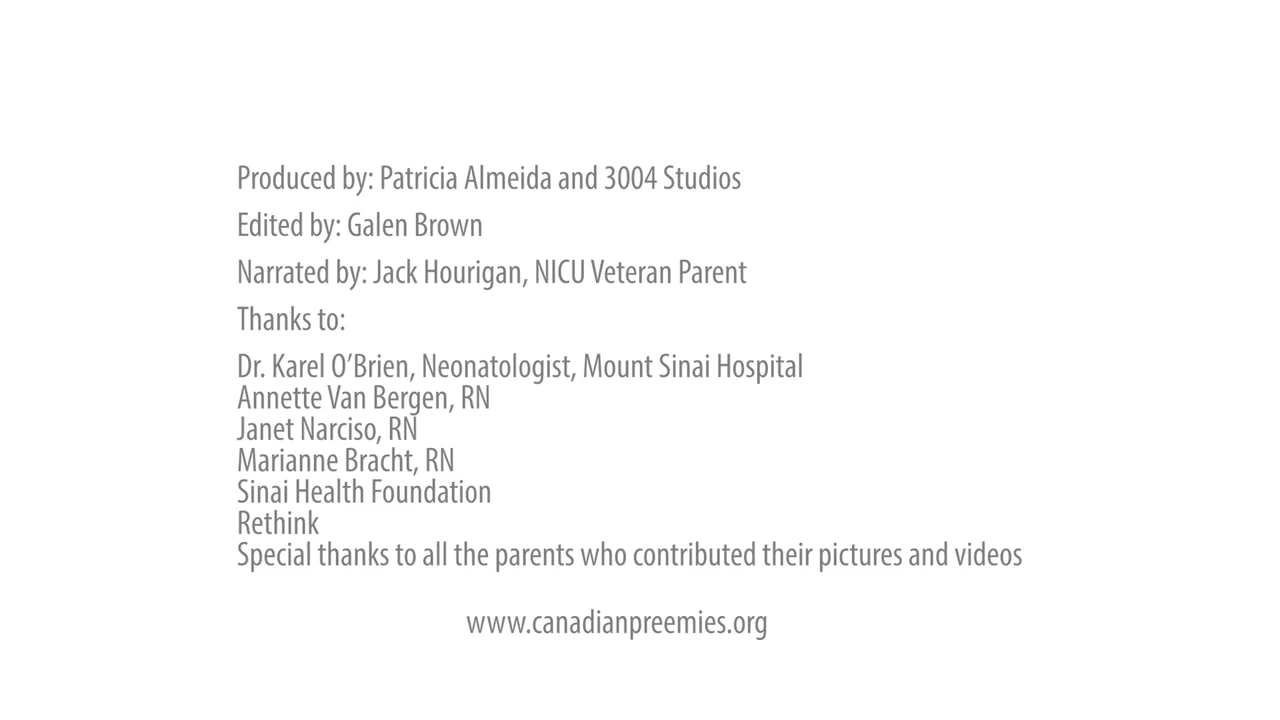 Produced by: Patricia Almeida and 3004 Studios
Edited by: Galen Brown
Narrated by: Jack Hourigan, NICU Veteran Parent
Thanks to:
Dr. Karel O’Brien, Neonatologist, Mount Sinai Hospital
Annette Van Bergen, RN
Janet Narciso, RN
Marianne Bracht, RN
Sinai Health Foundation
Rethink
Special thanks to all the parents who contributed their pictures and videos
www.canadianpreemies.org